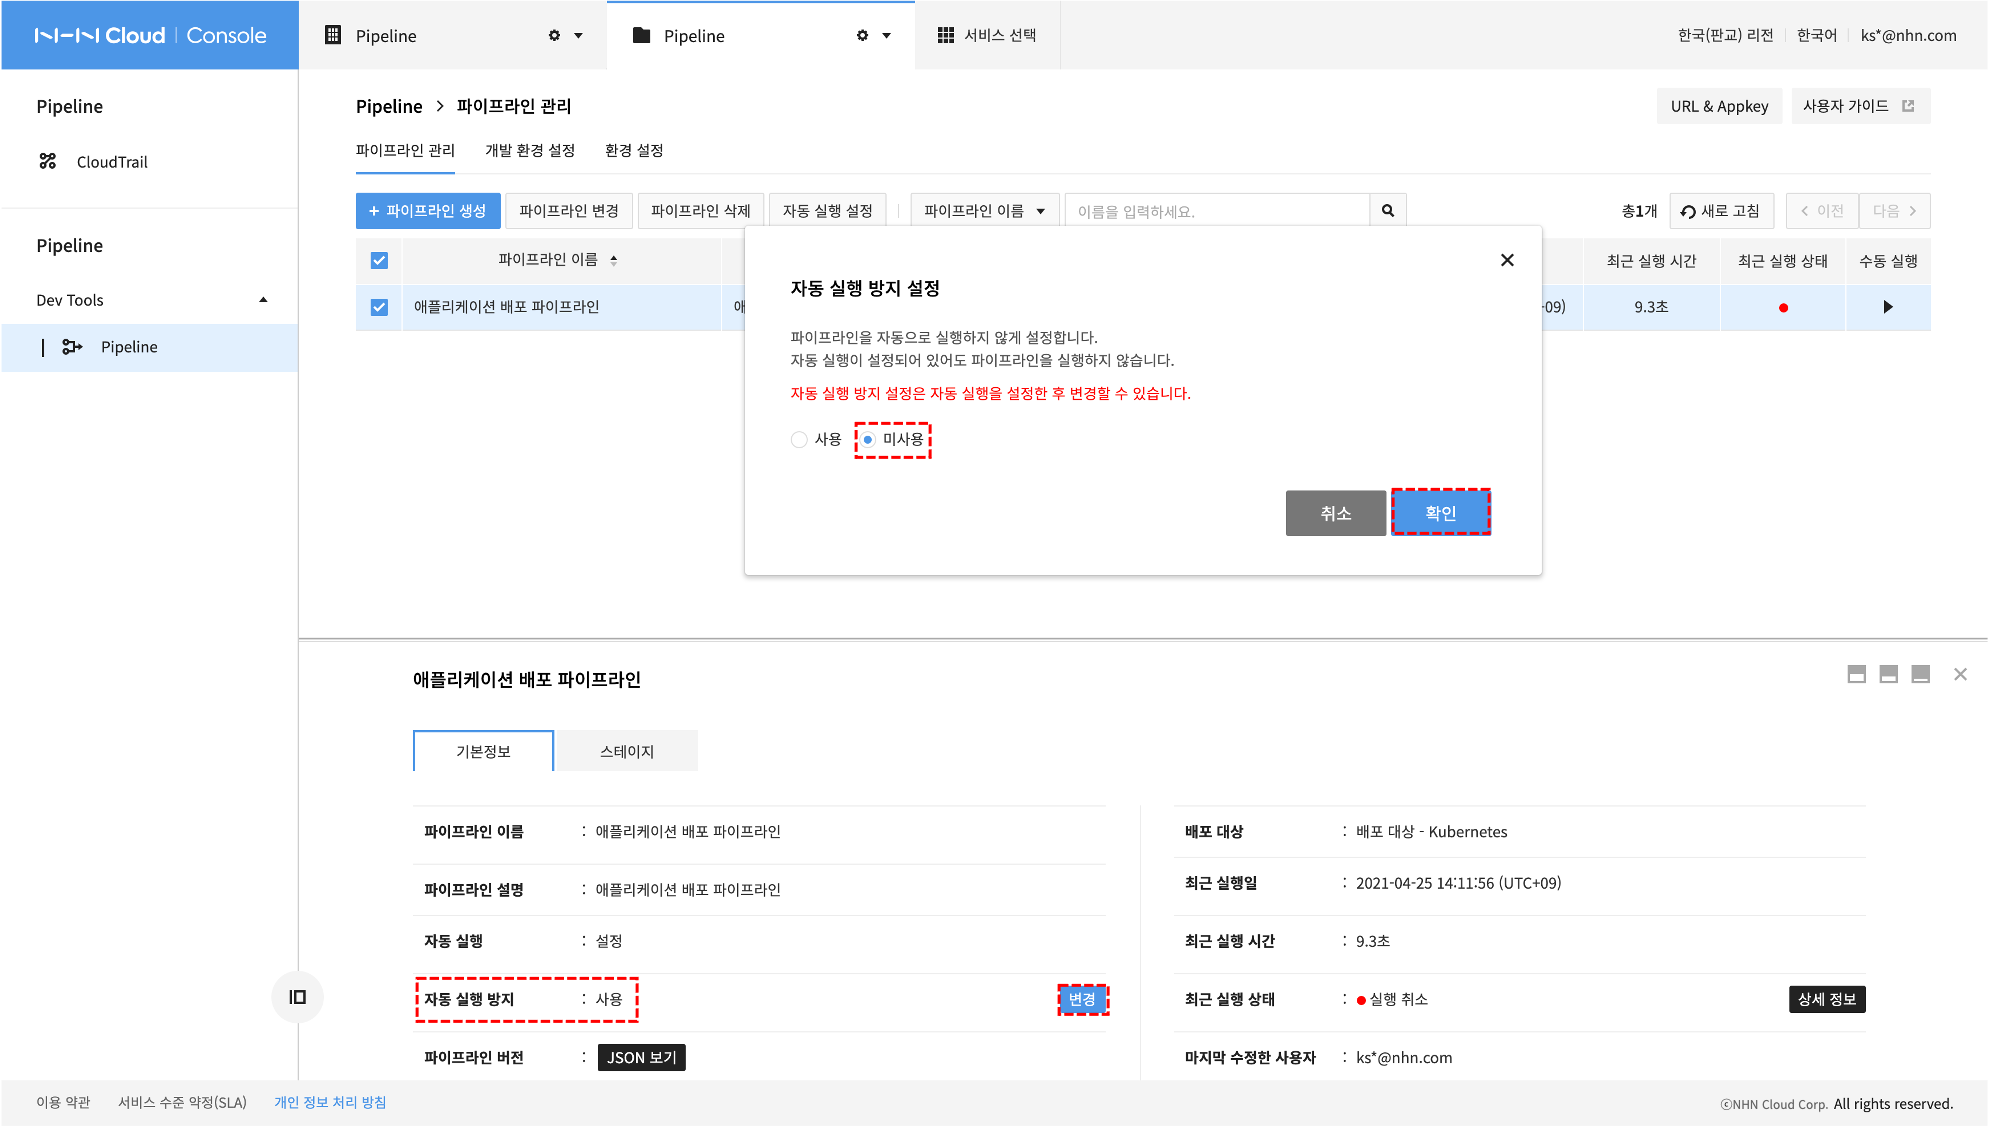 NHN Cloud | Console
Pipeline
Pipeline
서비스 선택
한국(판교) 리전
한국어
ks*@nhn.com
Pipeline
CloudTrail
Pipeline
Dev Tools
Pipeline
Pipeline > 파이프라인 관리
URL & Appkey
사용자 가이드
파이프라인 관리
개발 환경 설정
환경 설정
+ 파이프라인 생성
파이프라인 변경
파이프라인 삭제
자동 실행 설정
파이프라인 이름
이름을 입력하세요.
총1개
새로 고침
이전
다음
파이프라인 이름
최근 실행 시간
최근 실행 상태
수동 실행
애플리케이션 배포 파이프라인
09)
9.3초
자동 실행 방지 설정
파이프라인을 자동으로 실행하지 않게 설정합니다.
자동 실행이 설정되어 있어도 파이프라인을 실행하지 않습니다.
자동 실행 방지 설정은 자동 실행을 설정한 후 변경할 수 있습니다.
사용
미사용
취소
확인
애플리케이션 배포 파이프라인
기본정보
스테이지
파이프라인 이름 : 애플리케이션 배포 파이프라인
파이프라인 설명 : 애플리케이션 배포 파이프라인
자동 실행 : 설정
자동 실행 방지 : 사용
변경
파이프라인 버전 : JSON 보기
배포 대상 : 배포 대상 - Kubernetes
최근 실행일 : 2021-04-25 14:11:56 (UTC+09)
최근 실행 시간 : 9.3초
최근 실행 상태 : 실행 취소
상세 정보
마지막 수정한 사용자 : ks*@nhn.com
이용 약관
서비스 수준 약정(SLA)
개인 정보 처리 방침
ⓒNHN Cloud Corp. All rights reserved.